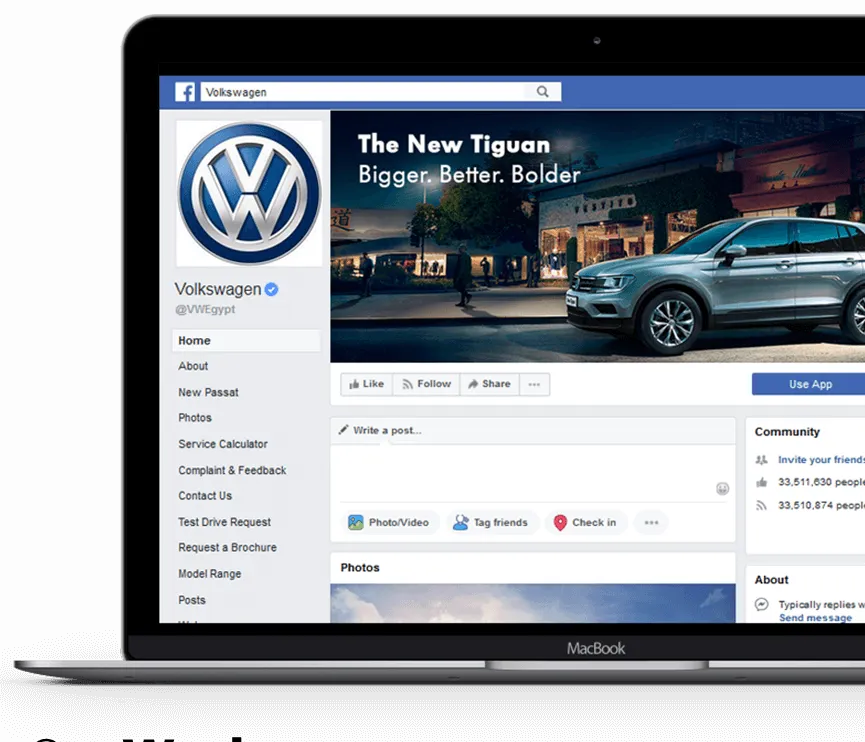 Volkswagen
The New Tiguan
Bigger. Better. Bolder
Volkswagen
@VWEgypt
Home
About
New Passat
Photos
Service Calculator
Complaint & Feedback
Contact Us
Test Drive Request
Request a Brochure
Model Range
Posts
Like Follow Share
Use App
Write a post...
Photo/Video Tag friends Check in
Photos
Community
Invite your friends
33,511,630 people
33,510,874 people
About
Typically replies w
Send message
MacBook